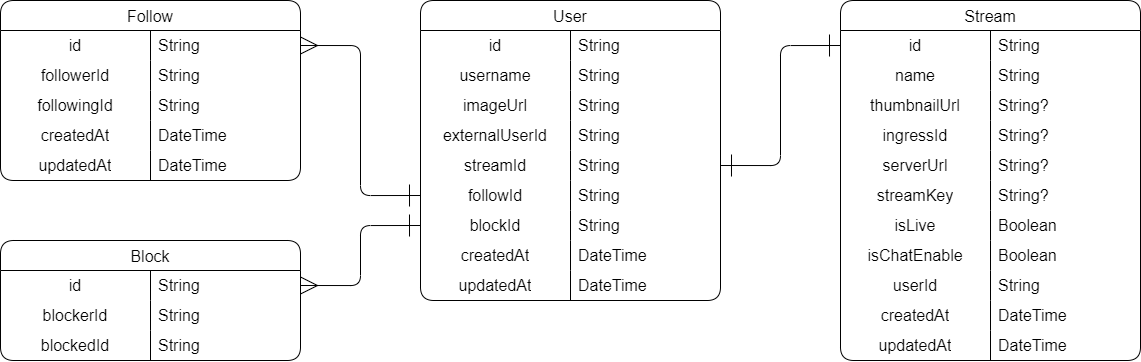 Follow
id String
followerId String
followingId String
createdAt DateTime
updatedAt DateTime
Block
id String
blockerId String
blockedId String
User
id String
username String
imageUrl String
externalUserId String
streamId String
followId String
blockId String
createdAt DateTime
updatedAt DateTime
Stream
id String
name String
thumbnailUrl String?
ingressId String?
serverUrl String?
streamKey String?
isLive Boolean
isChatEnable Boolean
userId String
createdAt DateTime
updatedAt DateTime